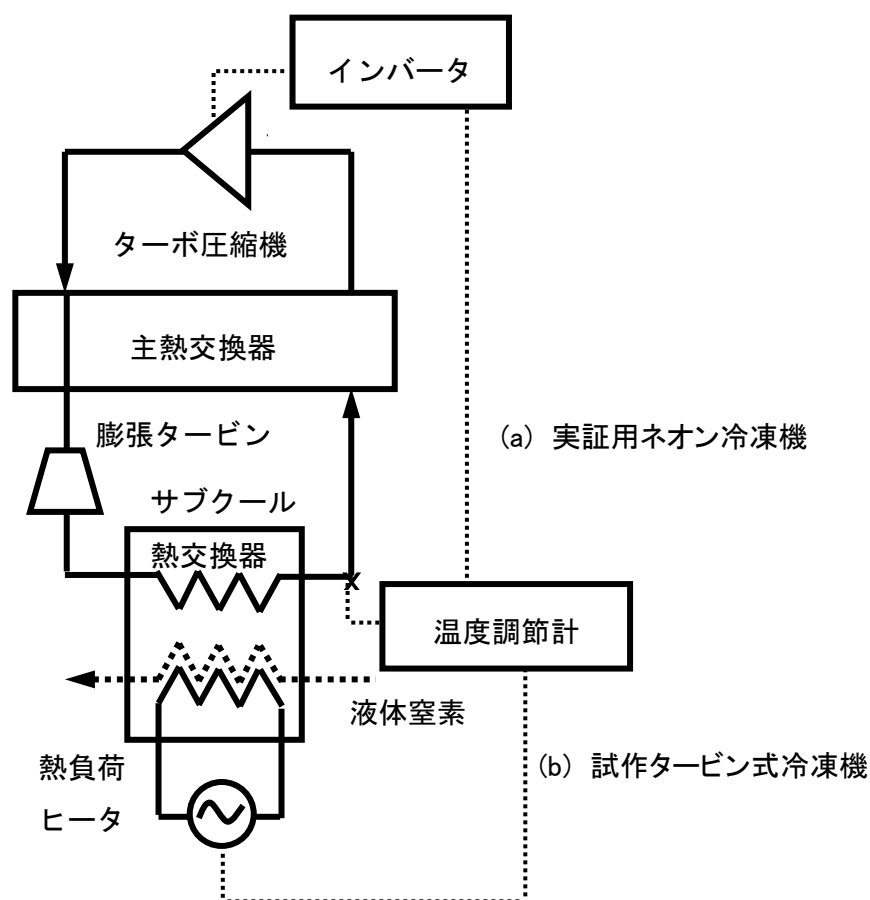 インバータ
ターボ圧縮機
主熱交換器
膨張タービン
(a) 実証用ネオン冷凍機
サブクール
熱交換器
x
温度調節計
液体窒素
(b) 試作タービン式冷凍機
熱負荷
ヒータ